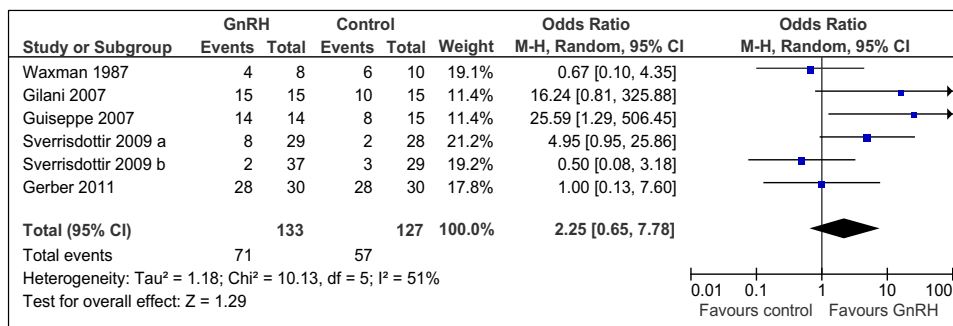 GnRH Control Odds Ratio Odds Ratio
Study or Subgroup Events Total Events Total Weight M-H, Random, 95% CI M-H, Random, 95% CI
Waxman 1987 4 8 6 10 19.1% 0.67 [0.10, 4.35]
Gilani 2007 15 15 10 15 11.4% 16.24 [0.81, 325.88]
Guiseppe 2007 14 14 8 15 11.4% 25.59 [1.29, 506.45]
Sverrisdottir 2009 a 8 29 2 28 21.2% 4.95 [0.95, 25.86]
Sverrisdottir 2009 b 2 37 3 29 19.2% 0.50 [0.08, 3.18]
Gerber 2011 28 30 28 30 17.8% 1.00 [0.13, 7.60]
Total (95% CI) 133 127 100.0% 2.25 [0.65, 7.78]
Total events 71 57
Heterogeneity: Tau² = 1.18; Chi² = 10.13, df = 5; I² = 51%
Test for overall effect: Z = 1.29
0.01 0.1 1 10 100
Favours control Favours GnRH